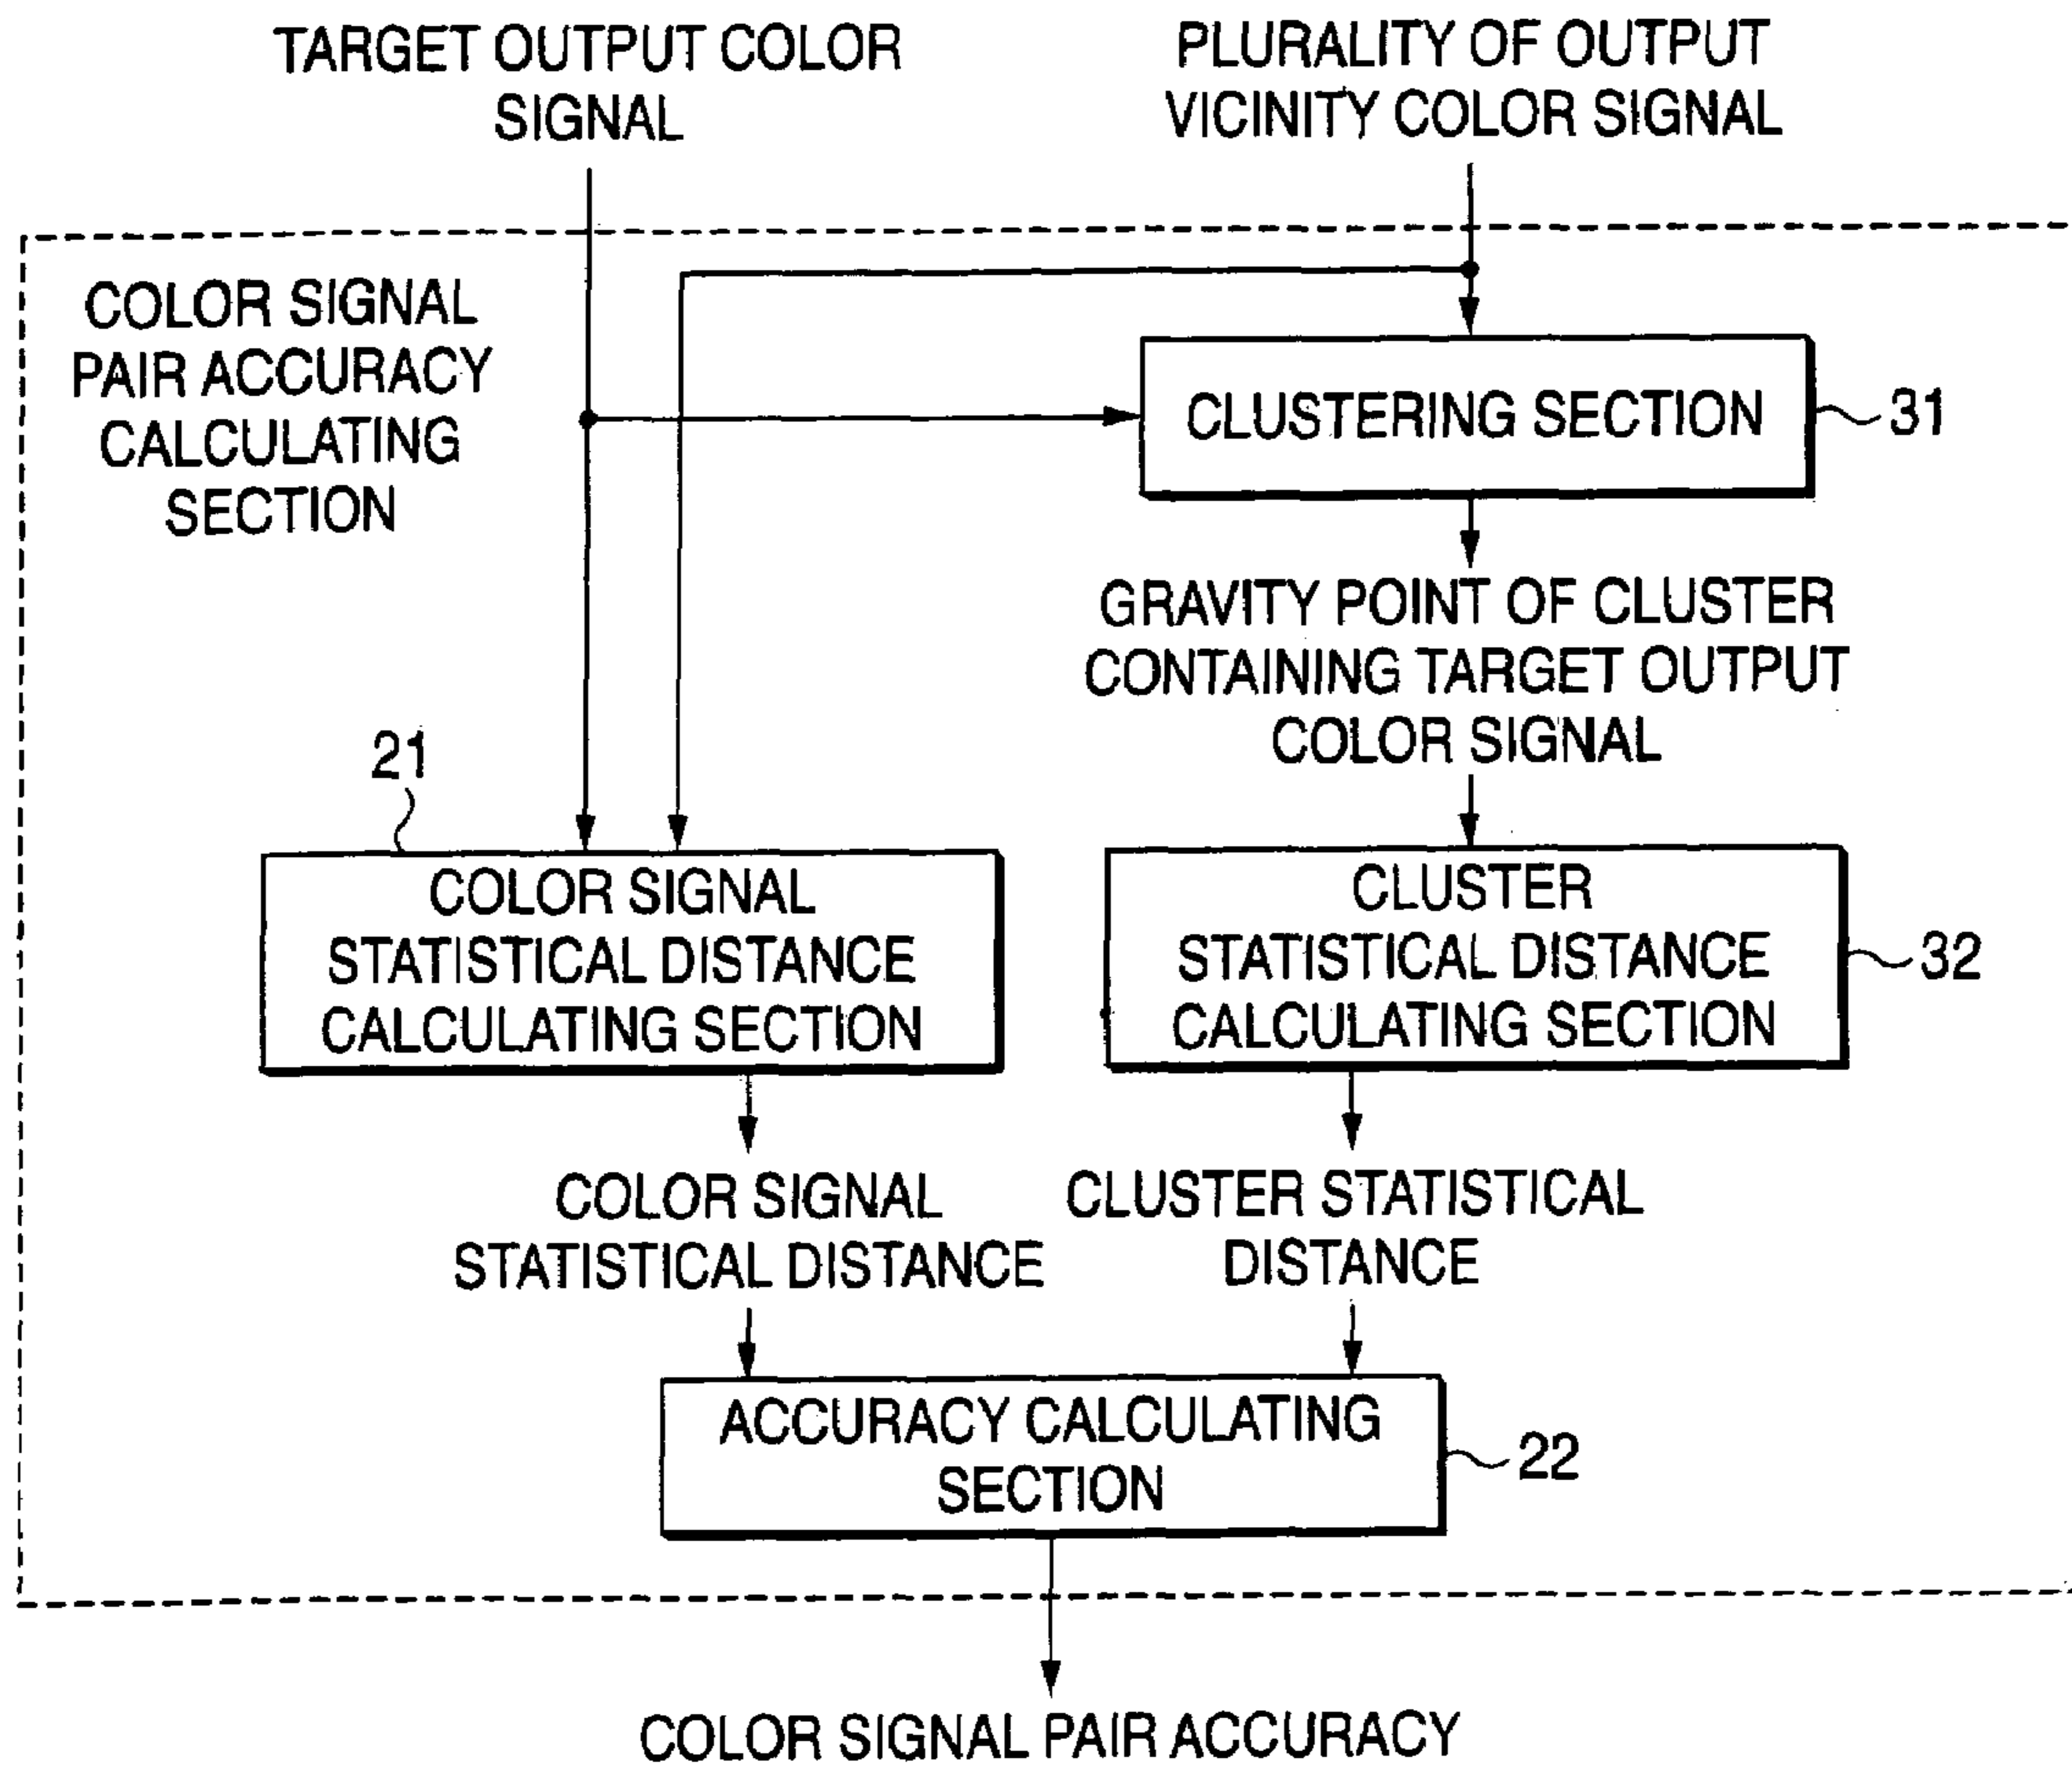 TARGET OUTPUT COLOR
SIGNAL
PLURALITY OF OUTPUT
VICINITY COLOR SIGNAL
COLOR SIGNAL
PAIR ACCURACY
CALCULATING
SECTION
CLUSTERING SECTION
31
GRAVITY POINT OF CLUSTER
CONTAINING TARGET OUTPUT
COLOR SIGNAL
21
COLOR SIGNAL
STATISTICAL DISTANCE
CALCULATING SECTION
CLUSTER
STATISTICAL DISTANCE
CALCULATING SECTION
32
COLOR SIGNAL
STATISTICAL DISTANCE
CLUSTER STATISTICAL
DISTANCE
ACCURACY CALCULATING
SECTION
22
COLOR SIGNAL PAIR ACCURACY